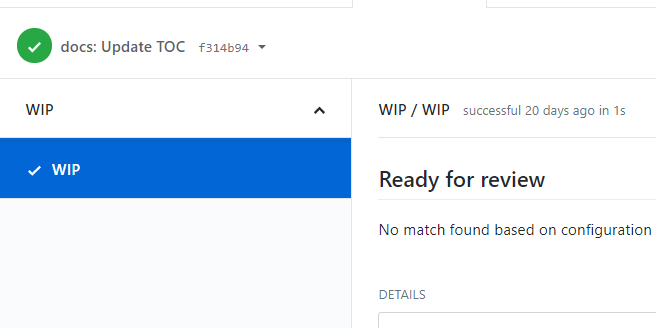 docs: Update TOC f314b94
WIP
WIP
WIP / WIP successful 20 days ago in 1s
Ready for review
No match found based on configuration
DETAILS